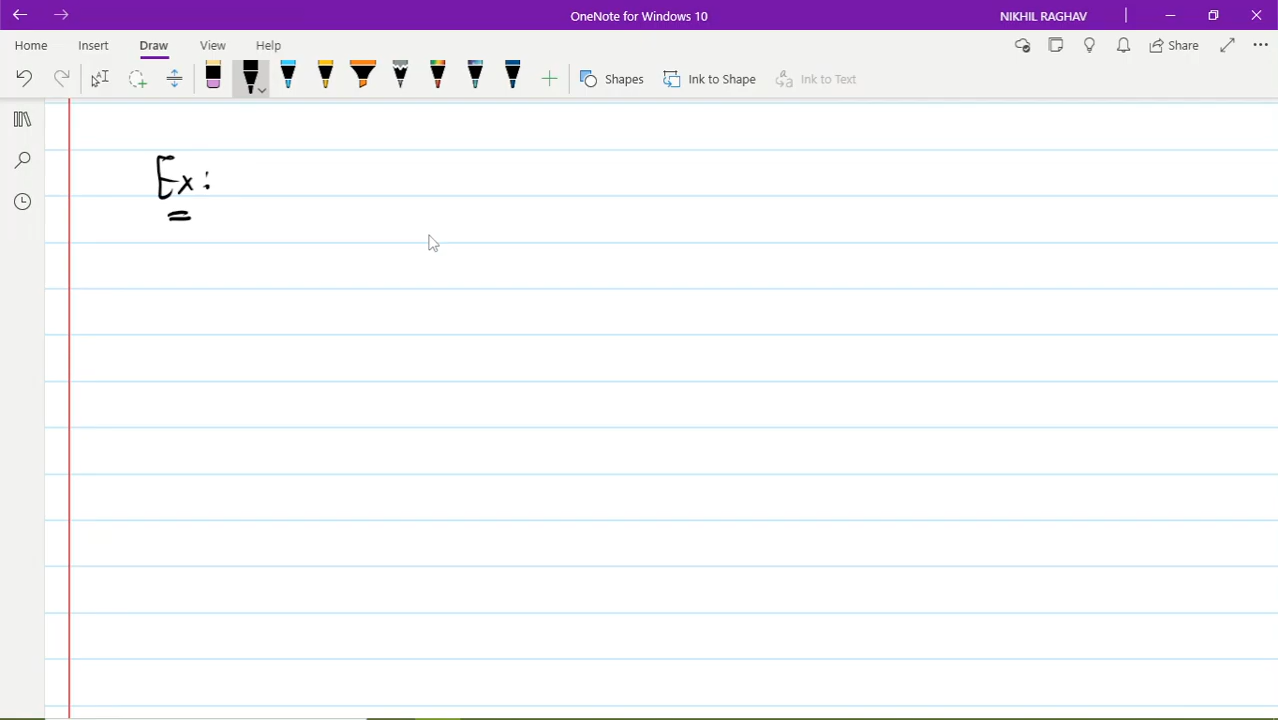 OneNote for Windows 10
NIKHIL RAGHAV
Home Insert Draw View Help
Share
Shapes
Ink to Shape
Ink to Text
Ex: